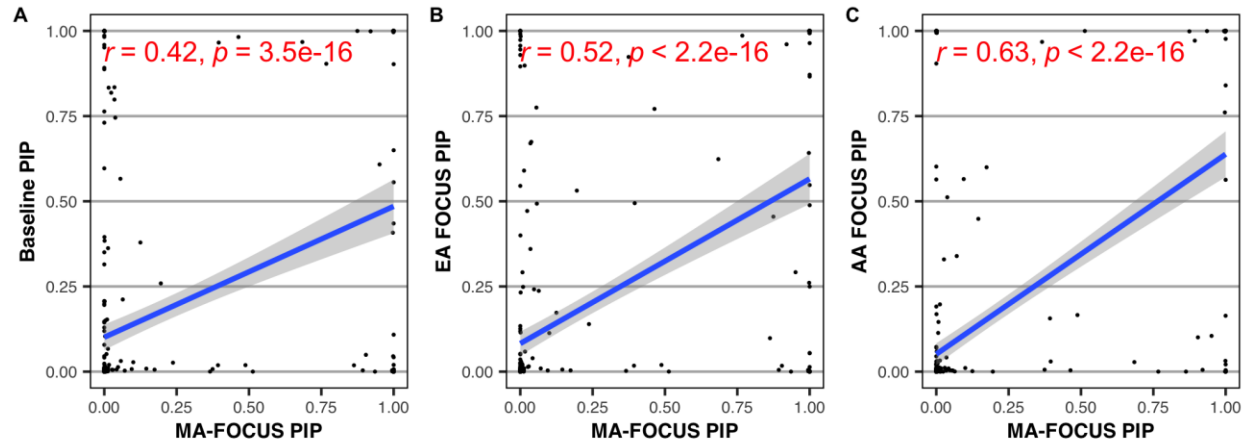 A
r = 0.42, p = 3.5e-16
1.00
0.75
0.50
0.25
0.00
Baseline PIP
0.00 0.25 0.50 0.75 1.00
MA-FOCUS PIP
B
r = 0.52, p < 2.2e-16
1.00
0.75
0.50
0.25
0.00
EA FOCUS PIP
0.00 0.25 0.50 0.75 1.00
MA-FOCUS PIP
C
r = 0.63, p < 2.2e-16
1.00
0.75
0.50
0.25
0.00
AA FOCUS PIP
0.00 0.25 0.50 0.75 1.00
MA-FOCUS PIP